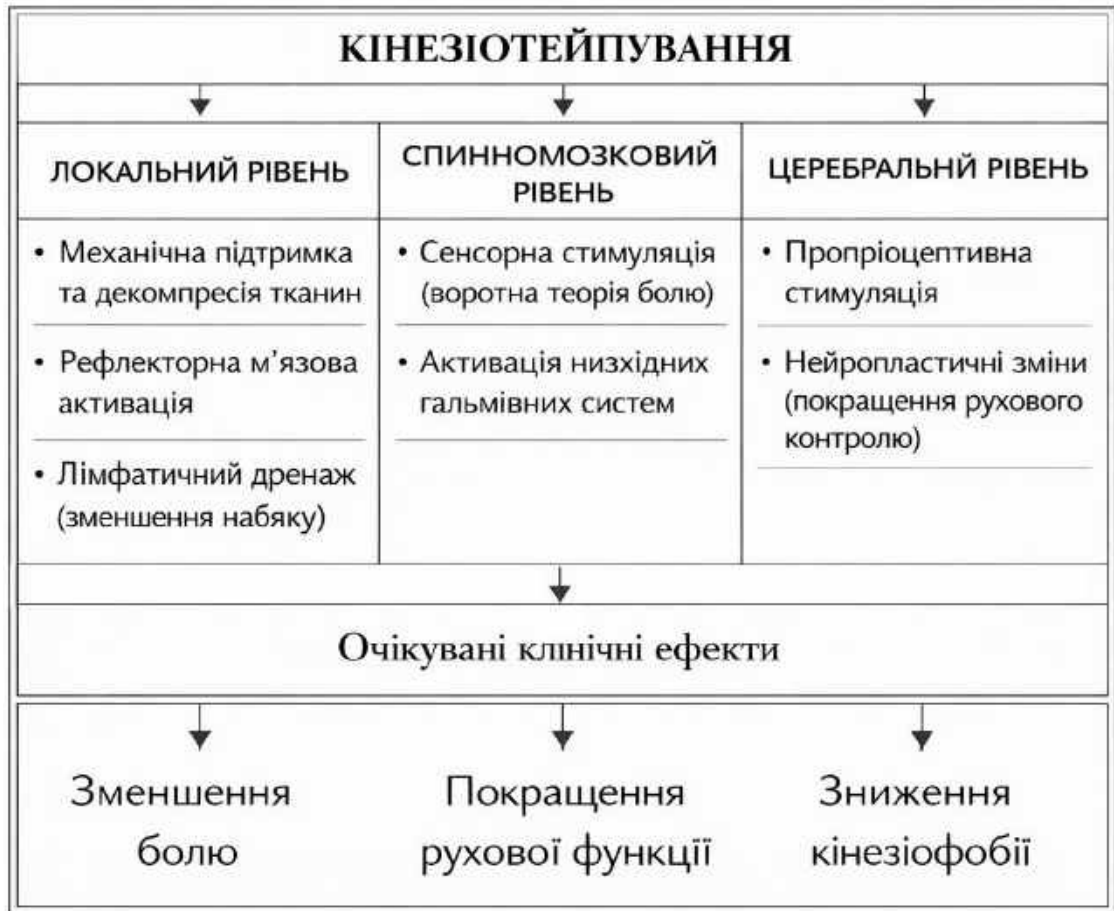 КІНЕЗІОТЕЙПУВАННЯ
ЛОКАЛЬНИЙ РІВЕНЬ
• Механічна підтримка
та декомпресія тканин
• Рефлекторна м’язова
активація
• Лімфатичний дренаж
(зменшення набяку)
СПИННОМОЗКОВИЙ
РІВЕНЬ
• Сенсорна стимуляція
(воротна теорія болю)
• Активація низхідних
гальмівних систем
ЦЕРЕБРАЛЬНЙ РІВЕНЬ
• Пропріоцептивна
стимуляція
• Нейропластичні зміни
(покращення рухового
контролю)
Очікувані клінічні ефекти
Зменшення
болю
Покращення
рухової функції
Зниження
кінезіофобії